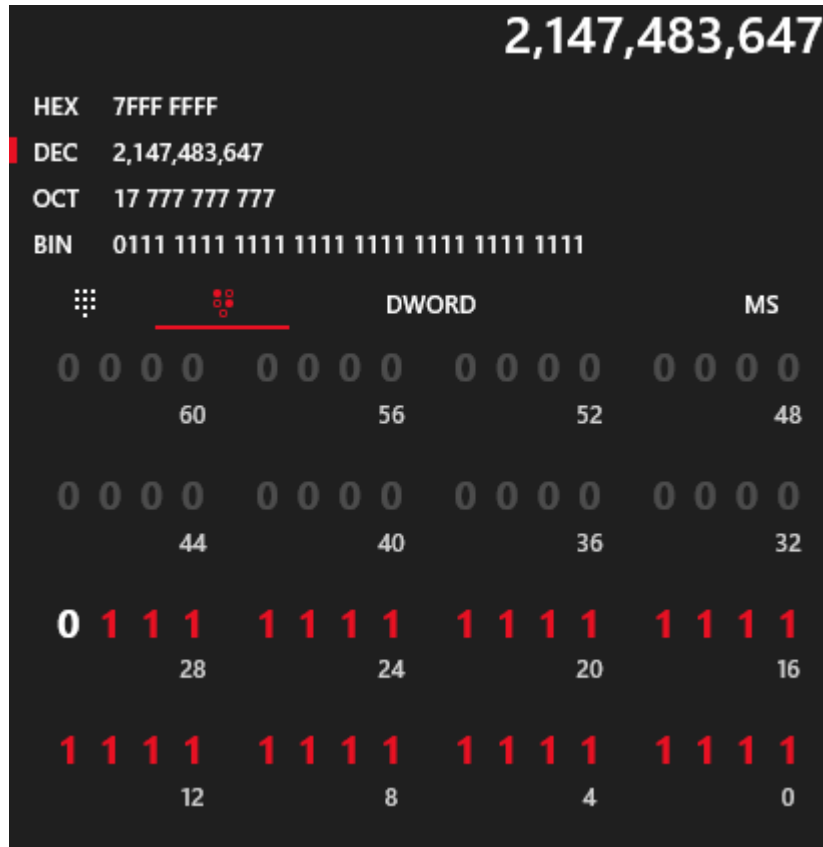 2,147,483,647
HEX 7FFF FFFF
DEC 2,147,483,647
OCT 17 777 777 777
BIN 0111 1111 1111 1111 1111 1111 1111 1111
DWORD MS
0 0 0 0 0 0 0 0 0 0 0 0 0 0 0 0
60 56 52 48
0 0 0 0 0 0 0 0 0 0 0 0 0 0 0 0
44 40 36 32
0 1 1 1 1 1 1 1 1 1 1 1 1 1 1 1
28 24 20 16
1 1 1 1 1 1 1 1 1 1 1 1 1 1 1 1
12 8 4 0